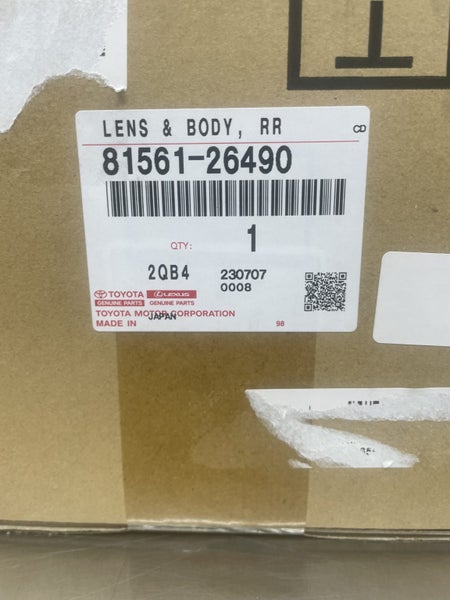 LENS & BODY, RR
CD
81561-26490
QTY: 1
2QB4 230707
0008
TOYOTA LEXUS
GENUINE PARTS GENUINE PARTS
TOYOTA MOTOR CORPORATION
MADE IN JAPAN 98